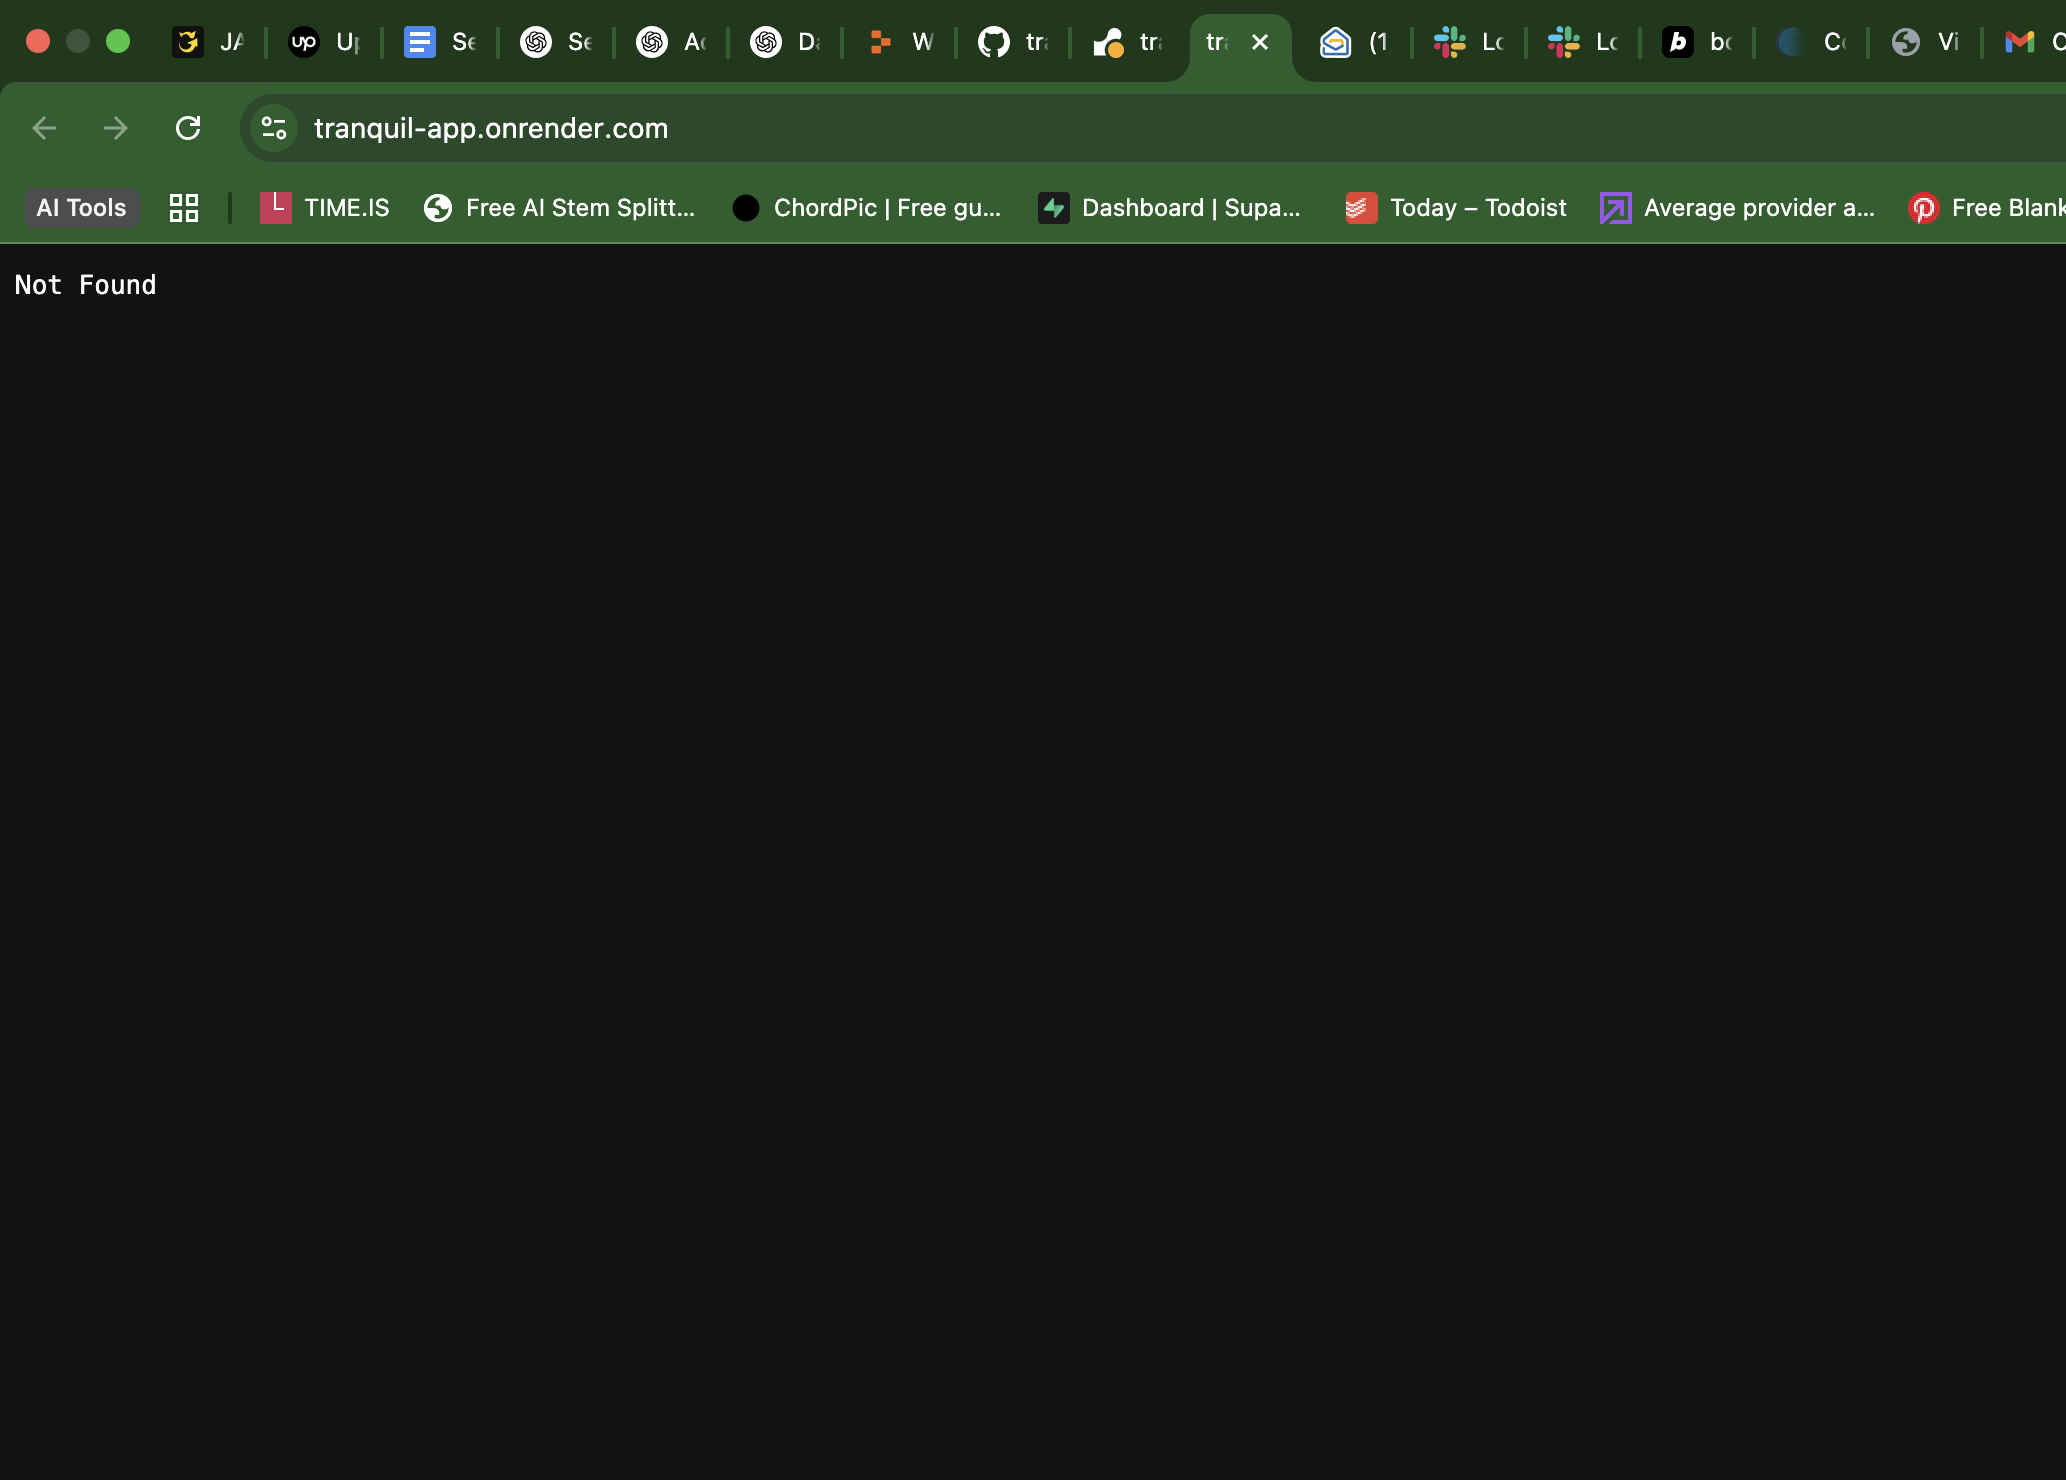 JA
up
Up
Se
Se
Ac
Da
W
tra
tra
tra
(1
Lo
Lo
b
bo
Co
Vi
tranquil-app.onrender.com
AI Tools
TIME.IS
Free AI Stem Splitt...
ChordPic | Free gu...
Dashboard | Supa...
Today – Todoist
Average provider a...
Free Blank
Not Found